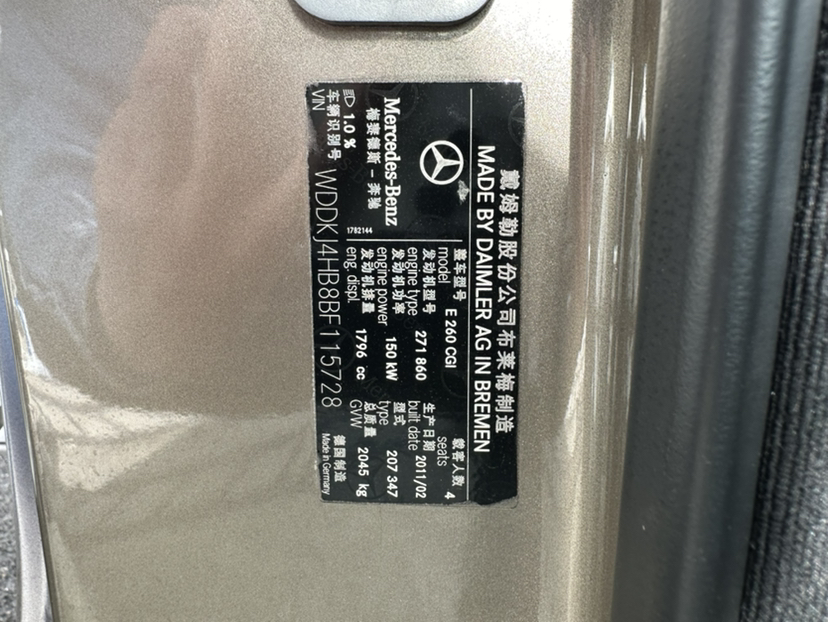 戴姆勒股份公司布莱梅制造
MADE BY DAIMLER AG IN BREMEN
Mercedes-Benz
梅赛德斯-奔驰
1.0 %
1782144
整车型号
model E 260 CGI
载客人数
seats 4
发动机型号
engine type 271 860
生产日期
built date 2011/02
发动机功率
engine power 150 kW
型式
type 207 347
发动机排量
eng. displ. 1796 cc
总质量
GVW 2045 kg
车辆识别号
VIN WDDKJ4HB8BF115728
德国制造
Made in Germany